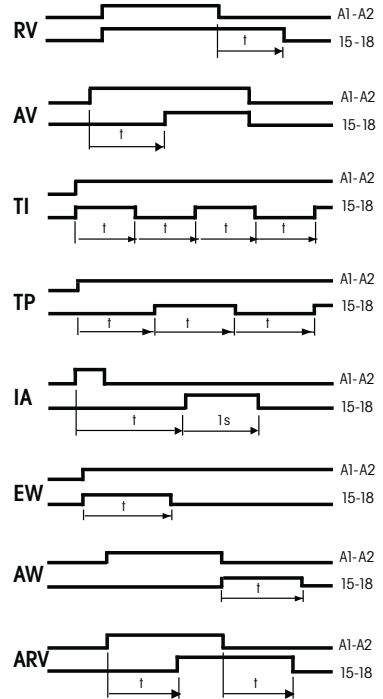 RV
A1-A2
15-18
t
AV
A1-A2
15-18
t
TI
A1-A2
15-18
t t t t
TP
A1-A2
15-18
t t t
IA
A1-A2
15-18
t 1s
EW
A1-A2
15-18
t
AW
A1-A2
15-18
t
ARV
A1-A2
15-18
t t